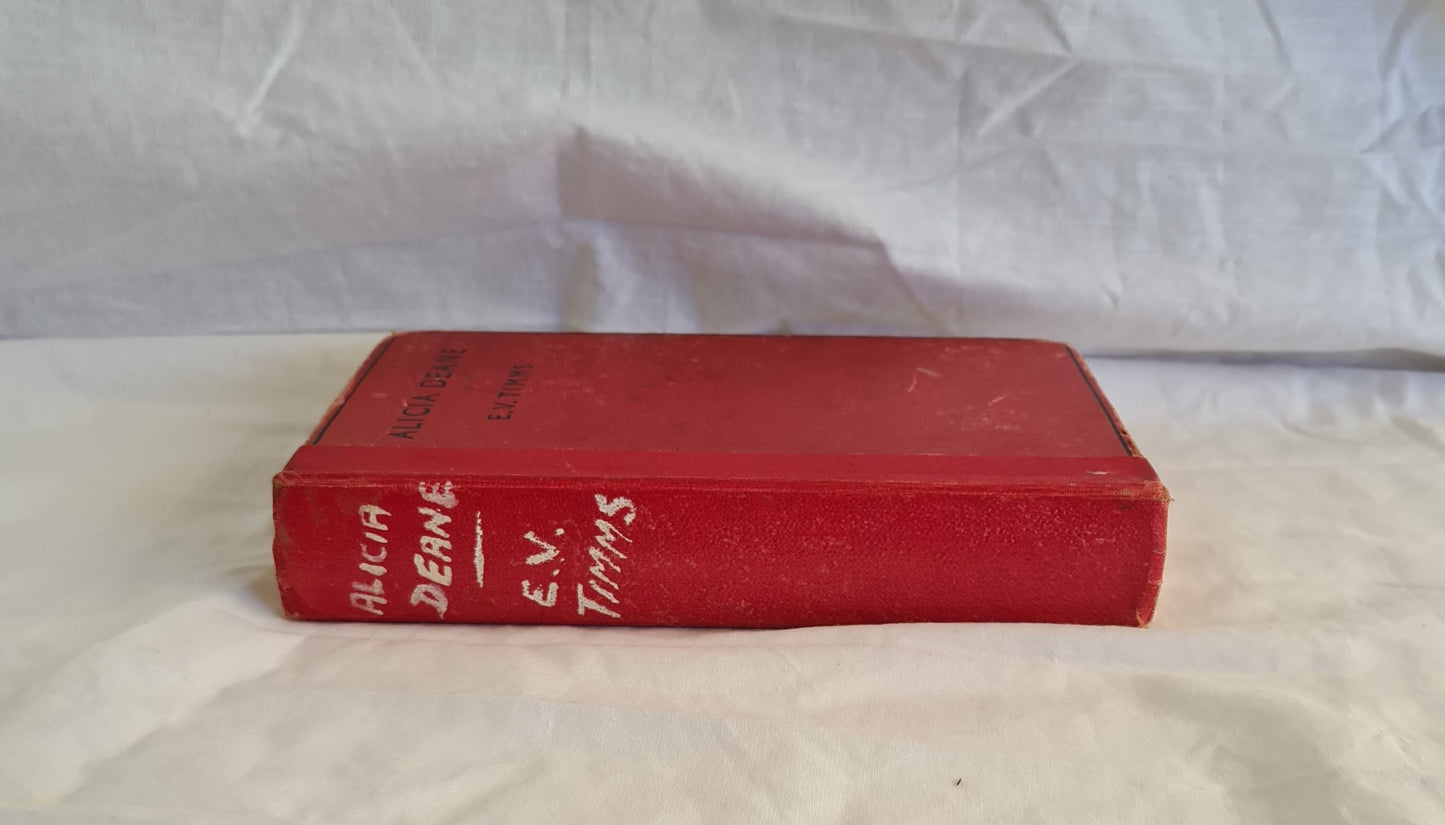 ALICIA DEANE
E.V. TIMMS
ALICIA
DEANE
—
E.V.
TIMMS